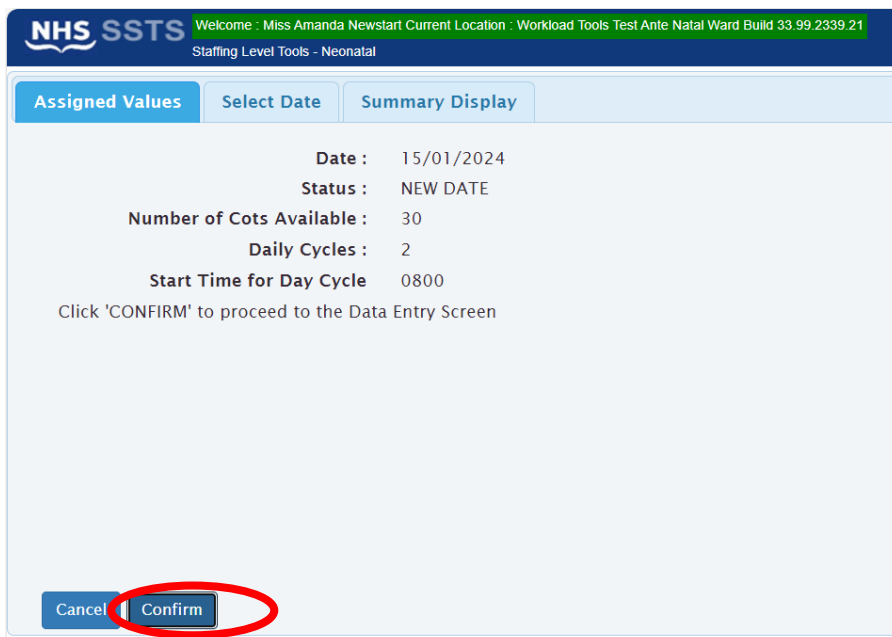 NHS SSTS Welcome : Miss Amanda Newstart Current Location : Workload Tools Test Ante Natal Ward Build 33.99.2339.21
Staffing Level Tools - Neonatal
Assigned Values Select Date Summary Display
Date : 15/01/2024
Status : NEW DATE
Number of Cots Available : 30
Daily Cycles : 2
Start Time for Day Cycle 0800
Click 'CONFIRM' to proceed to the Data Entry Screen
Cancel Confirm